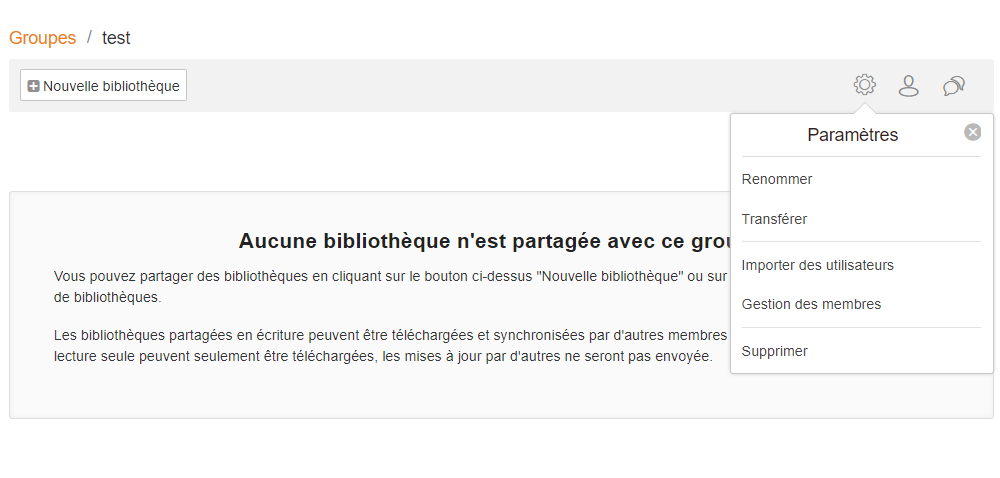 Groupes / test
Nouvelle bibliothèque
Paramètres
Renommer
Transférer
Importer des utilisateurs
Gestion des membres
Supprimer
Aucune bibliothèque n'est partagée avec ce
Vous pouvez partager des bibliothèques en cliquant sur le bouton ci-dessus "Nouvelle bibliothèque" ou sur
de bibliothèques.
Les bibliothèques partagées en écriture peuvent être téléchargées et synchronisées par d'autres membres
lecture seule peuvent seulement être téléchargées, les mises à jour par d'autres ne seront pas envoyée.